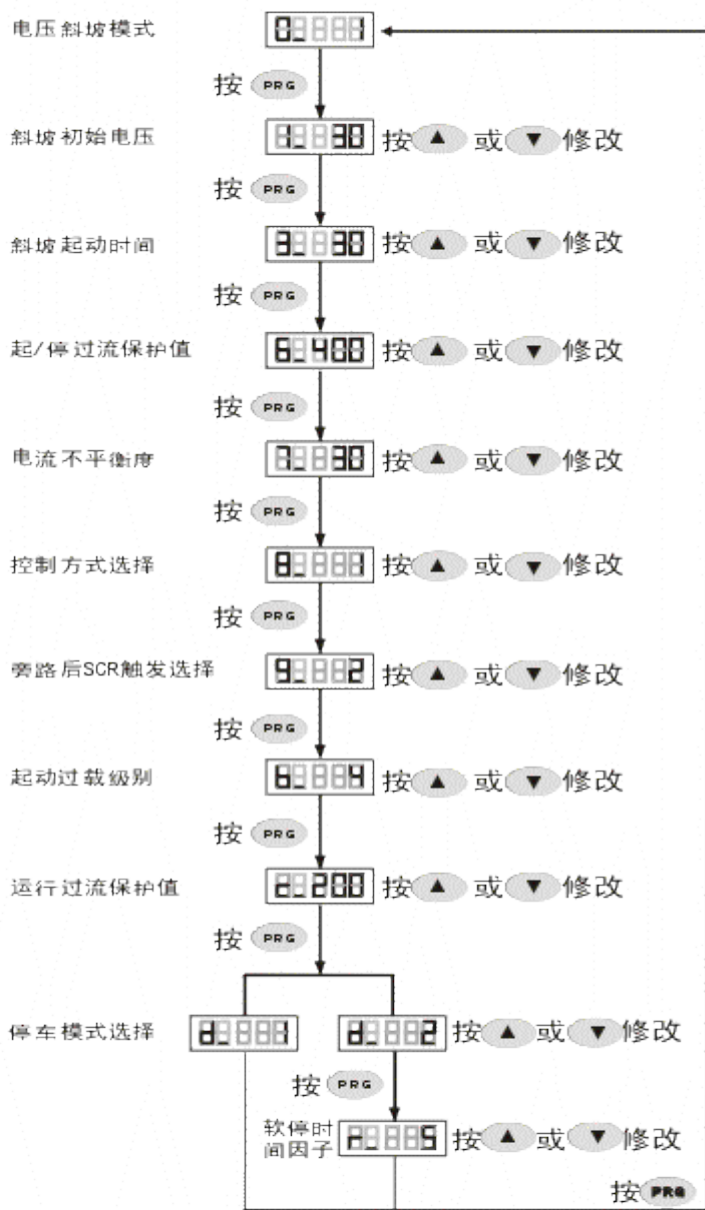 电压斜坡模式 0_ 1
按 PRG
斜坡初始电压 1_ 30 按▲或▼修改
按 PRG
斜坡起动时间 3_ 30 按▲或▼修改
按 PRG
起/停过流保护值 6_400 按▲或▼修改
按 PRG
电流不平衡度 7_ 30 按▲或▼修改
按 PRG
控制方式选择 8_ 1 按▲或▼修改
按 PRG
旁路后SCR触发选择 9_ 2 按▲或▼修改
按 PRG
起动过载级别 b_ 4 按▲或▼修改
按 PRG
运行过流保护值 c_200 按▲或▼修改
按 PRG
停车模式选择 d_ 1 d_ 2 按▲或▼修改
按 PRG
软停时
间因子 r_ 5 按▲或▼修改
按 PRG